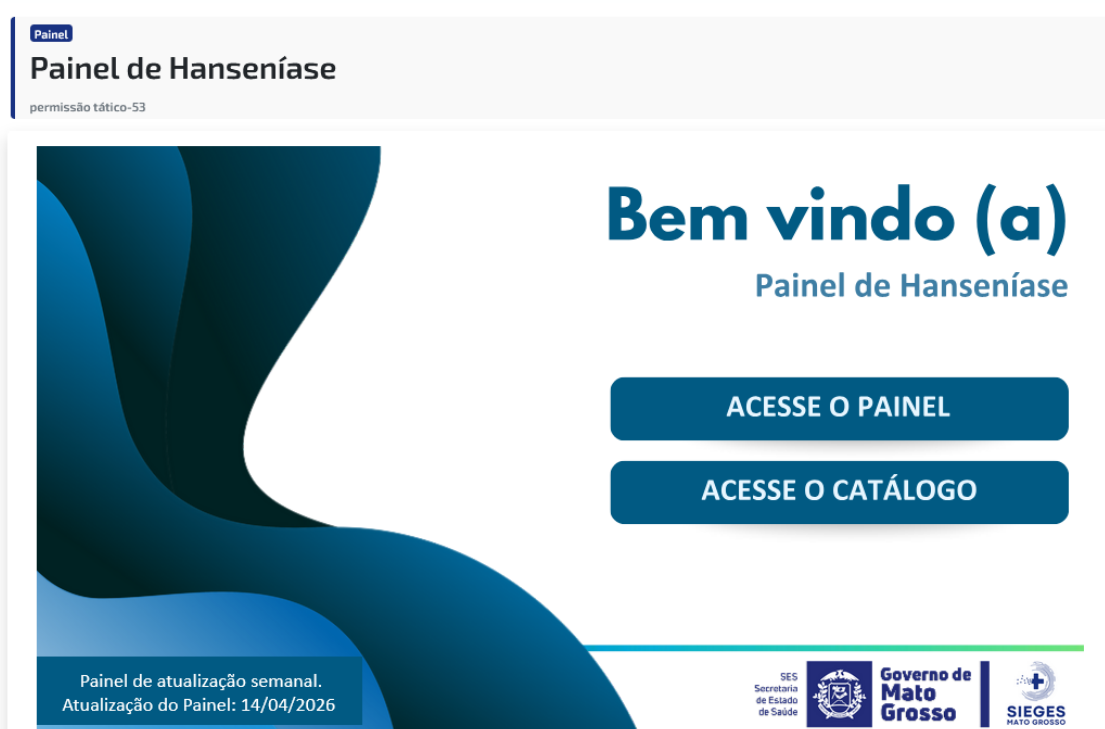 Painel
Painel de Hanseníase
permissão tático-53
Bem vindo (a)
Painel de Hanseníase
ACESSE O PAINEL
ACESSE O CATÁLOGO
Painel de atualização semanal.
Atualização do Painel: 14/04/2026
SES
Secretaria
de Estado
de Saúde
Governo de
Mato
Grosso
SIEGES
MATO GROSSO